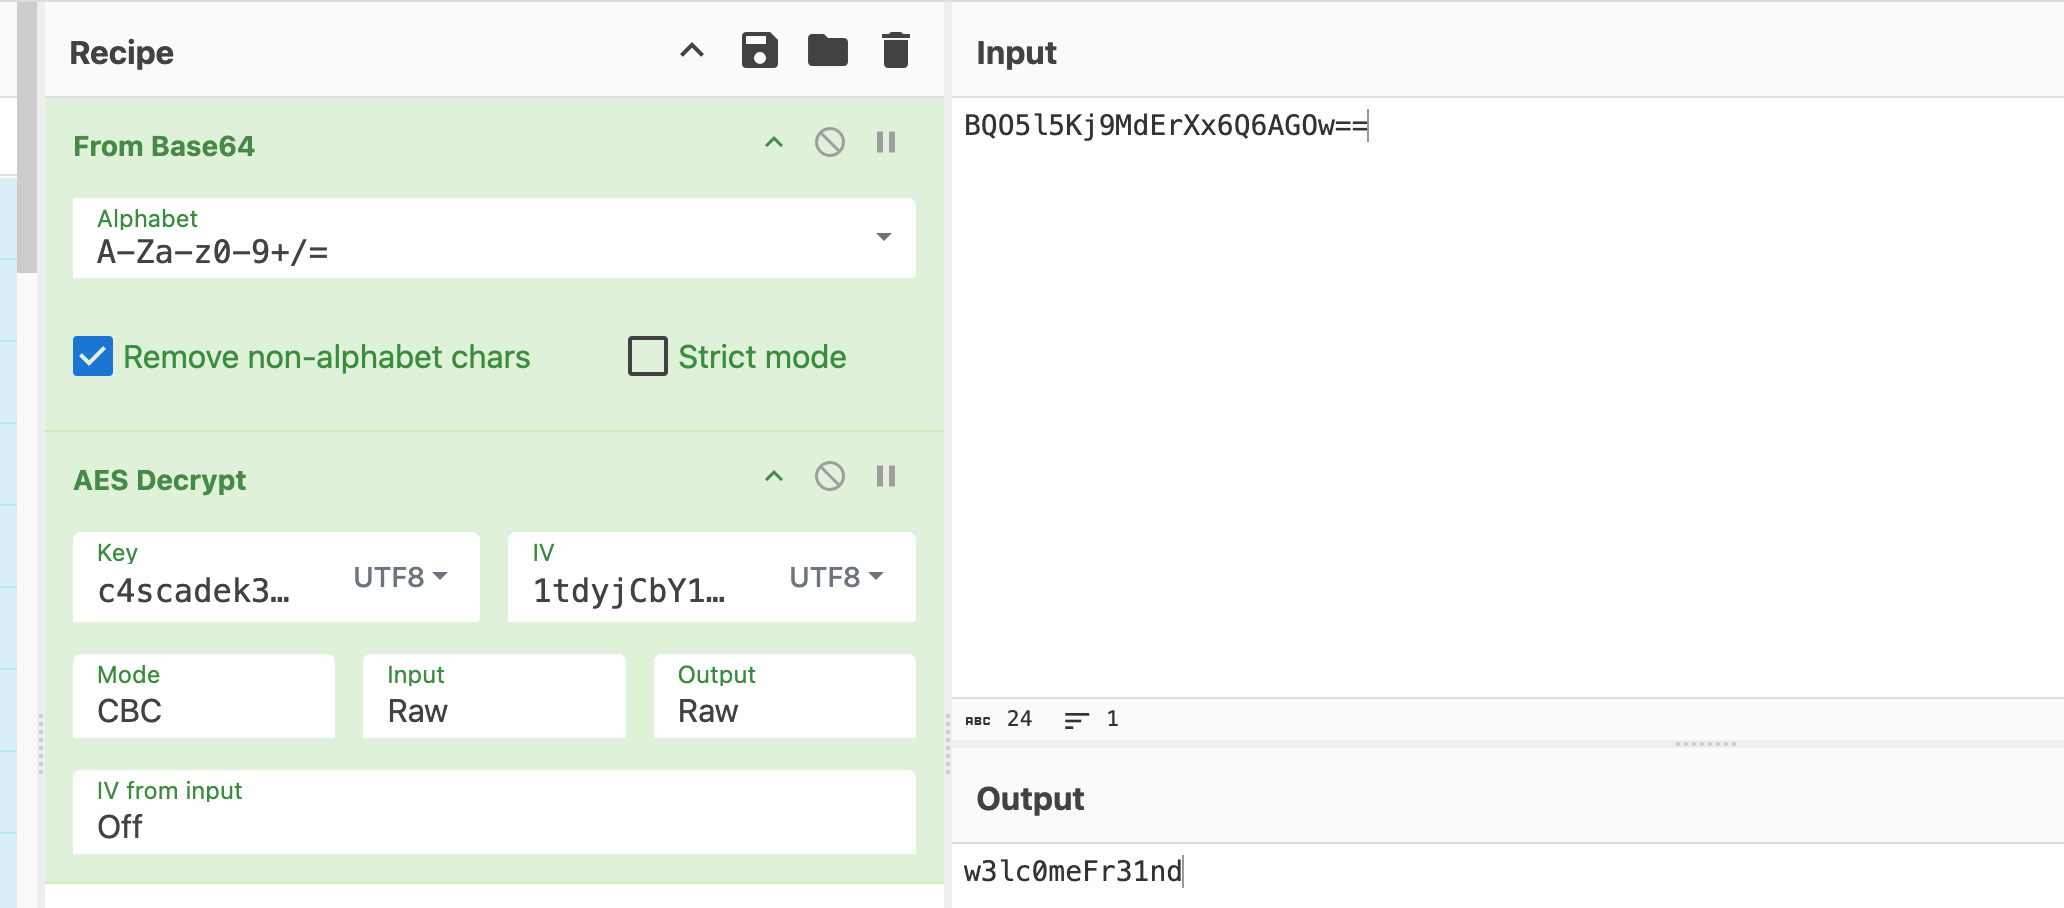 Recipe
From Base64
Alphabet
A-Za-z0-9+/=
Remove non-alphabet chars
Strict mode
AES Decrypt
Key
c4scadek3…
UTF8
IV
1tdyjCbY1…
UTF8
Mode
CBC
Input
Raw
Output
Raw
IV from input
Off
Input
BQO5l5Kj9MdErXx6Q6AGOw==
ABC 24 1
Output
w3lc0meFr31nd